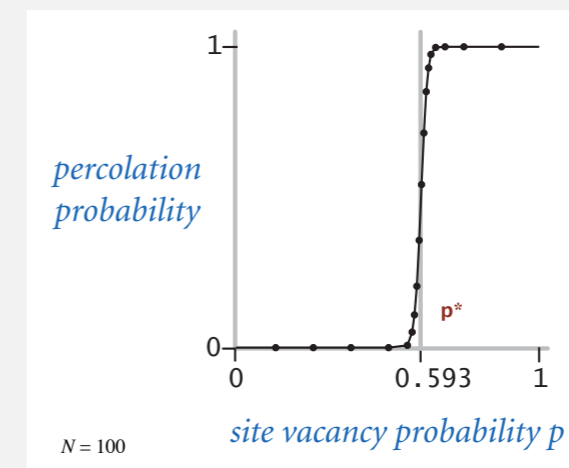 1
percolation
probability
p*
0
0 0.593 1
site vacancy probability p
N = 100